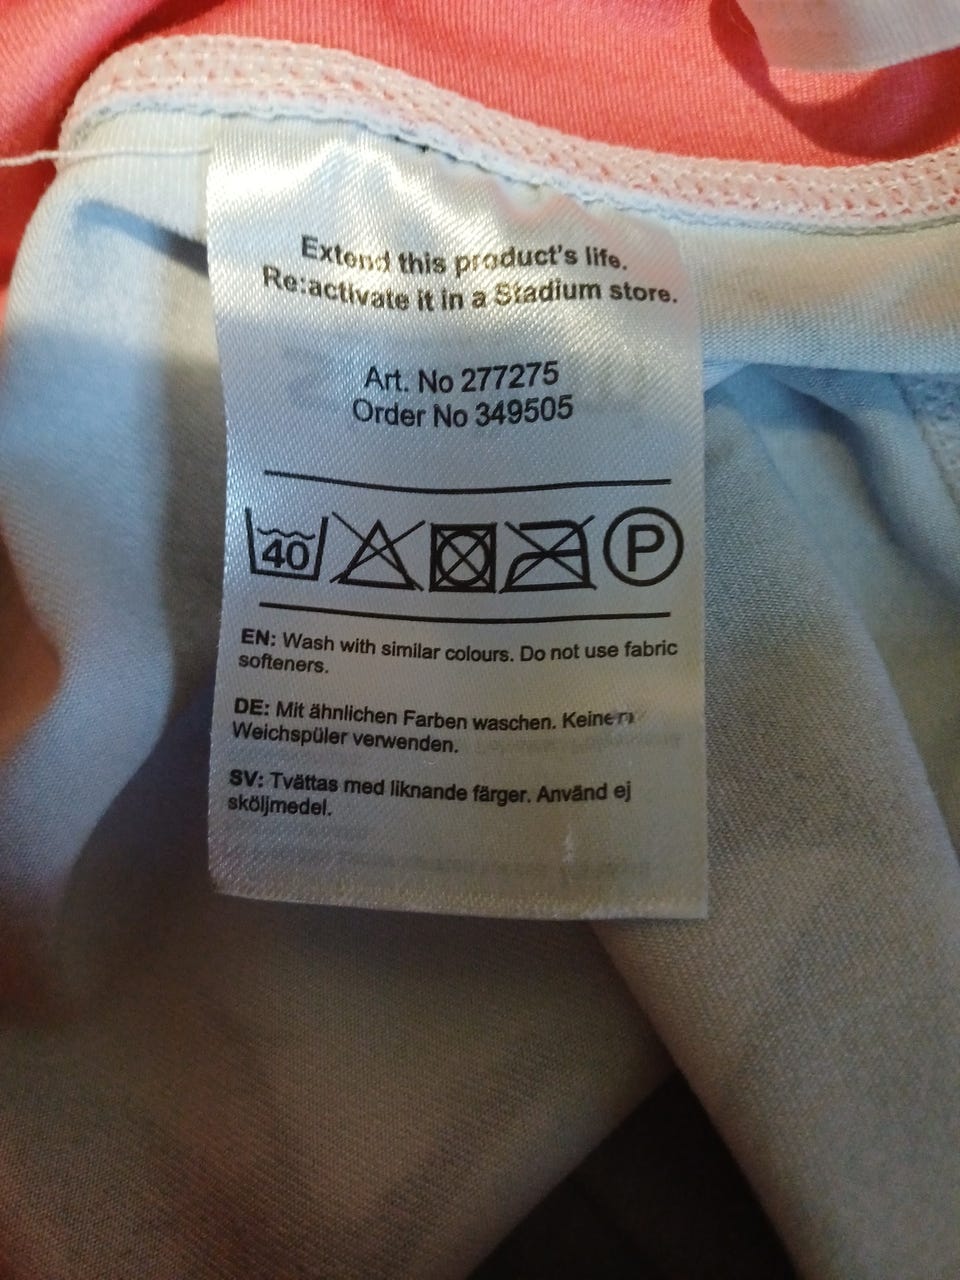 Extend this product's life.
Re:activate it in a Stadium store.
Art. No 277275
Order No 349505
40 P
EN: Wash with similar colours. Do not use fabric
softeners.
DE: Mit ähnlichen Farben waschen. Keinen
Weichspüler verwenden.
SV: Tvättas med liknande färger. Använd ej
sköljmedel.